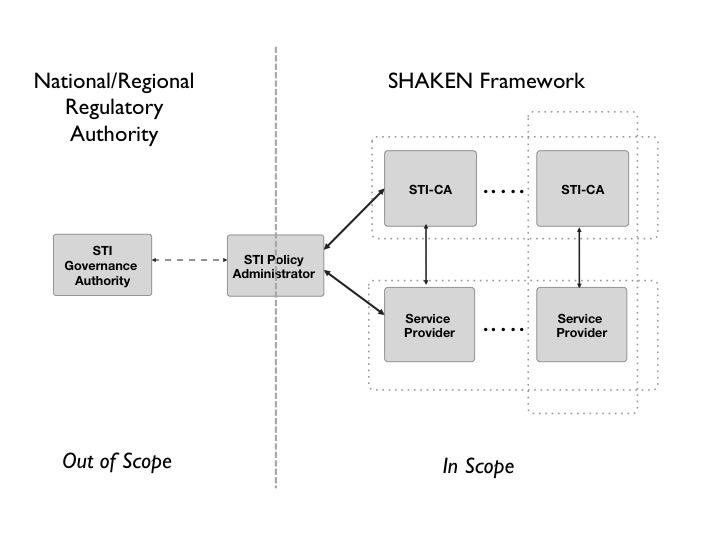 National/Regional
Regulatory
Authority
SHAKEN Framework
STI-CA
STI-CA
STI
Governance
Authority
STI Policy
Administrator
Service
Provider
Service
Provider
Out of Scope
In Scope